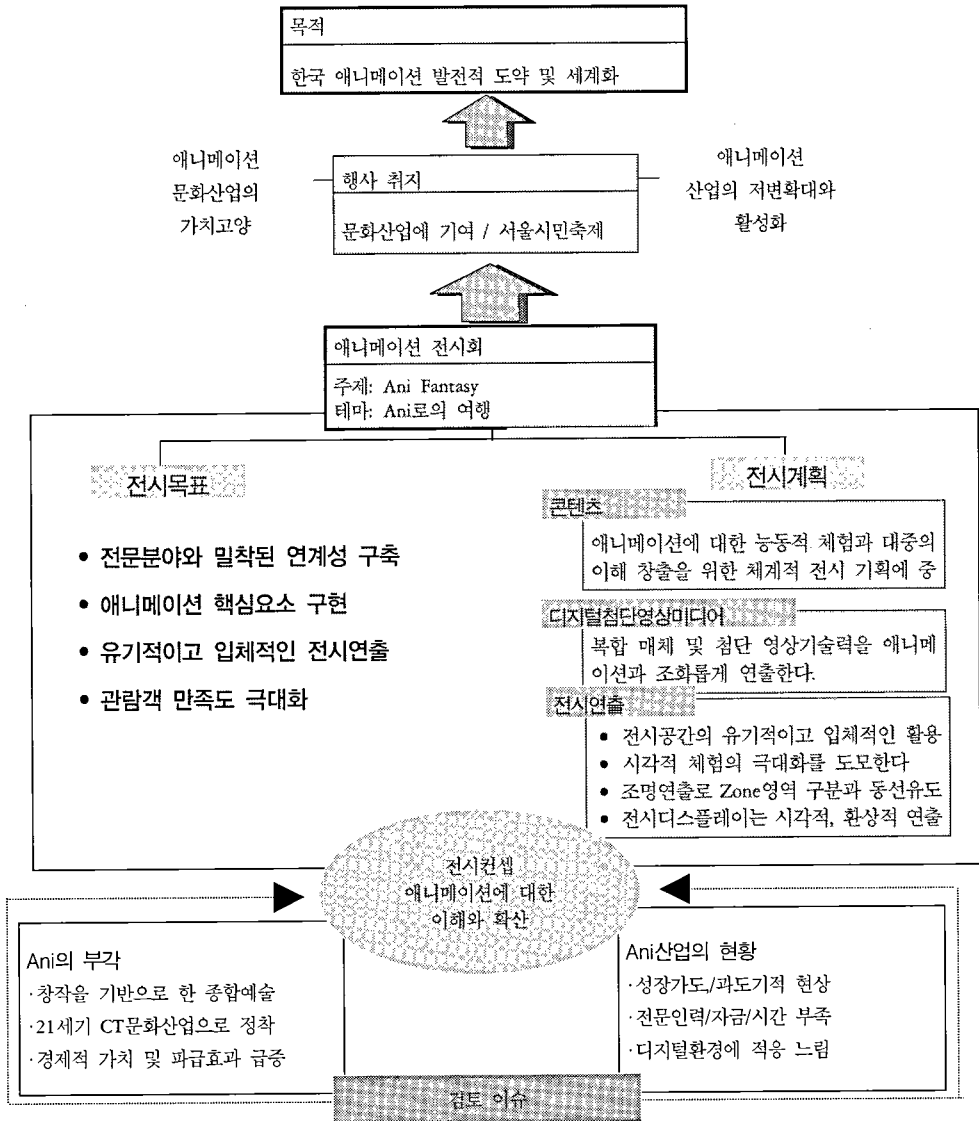 목적
한국 애니메이션 발전적 도약 및 세계화
애니메이션
문화산업의
가치고양
행사 취지
문화산업에 기여 / 서울시민축제
애니메이션
산업의 저변확대와
활성화
애니메이션 전시회
주제: Ani Fantasy
테마: Ani로의 여행
전시목표
• 전문분야와 밀착된 연계성 구축
• 애니메이션 핵심요소 구현
• 유기적이고 입체적인 전시연출
• 관람객 만족도 극대화
전시계획
콘텐츠
애니메이션에 대한 능동적 체험과 대중의
이해 창출을 위한 체계적 전시 기획에 중
디지털첨단영상미디어
복합 매체 및 첨단 영상기술력을 애니메
이션과 조화롭게 연출한다.
전시연출
• 전시공간의 유기적이고 입체적인 활용
• 시각적 체험의 극대화를 도모한다
• 조명연출로 Zone영역 구분과 동선유도
• 전시디스플레이는 시각적, 환상적 연출
전시컨셉
애니메이션에 대한
이해와 확산
Ani의 부각
·창작을 기반으로 한 종합예술
·21세기 CT문화산업으로 정착
·경제적 가치 및 파급효과 급증
Ani산업의 현황
·성장가도/과도기적 현상
·전문인력/자금/시간 부족
·디지털환경에 적응 느림
검토 이슈